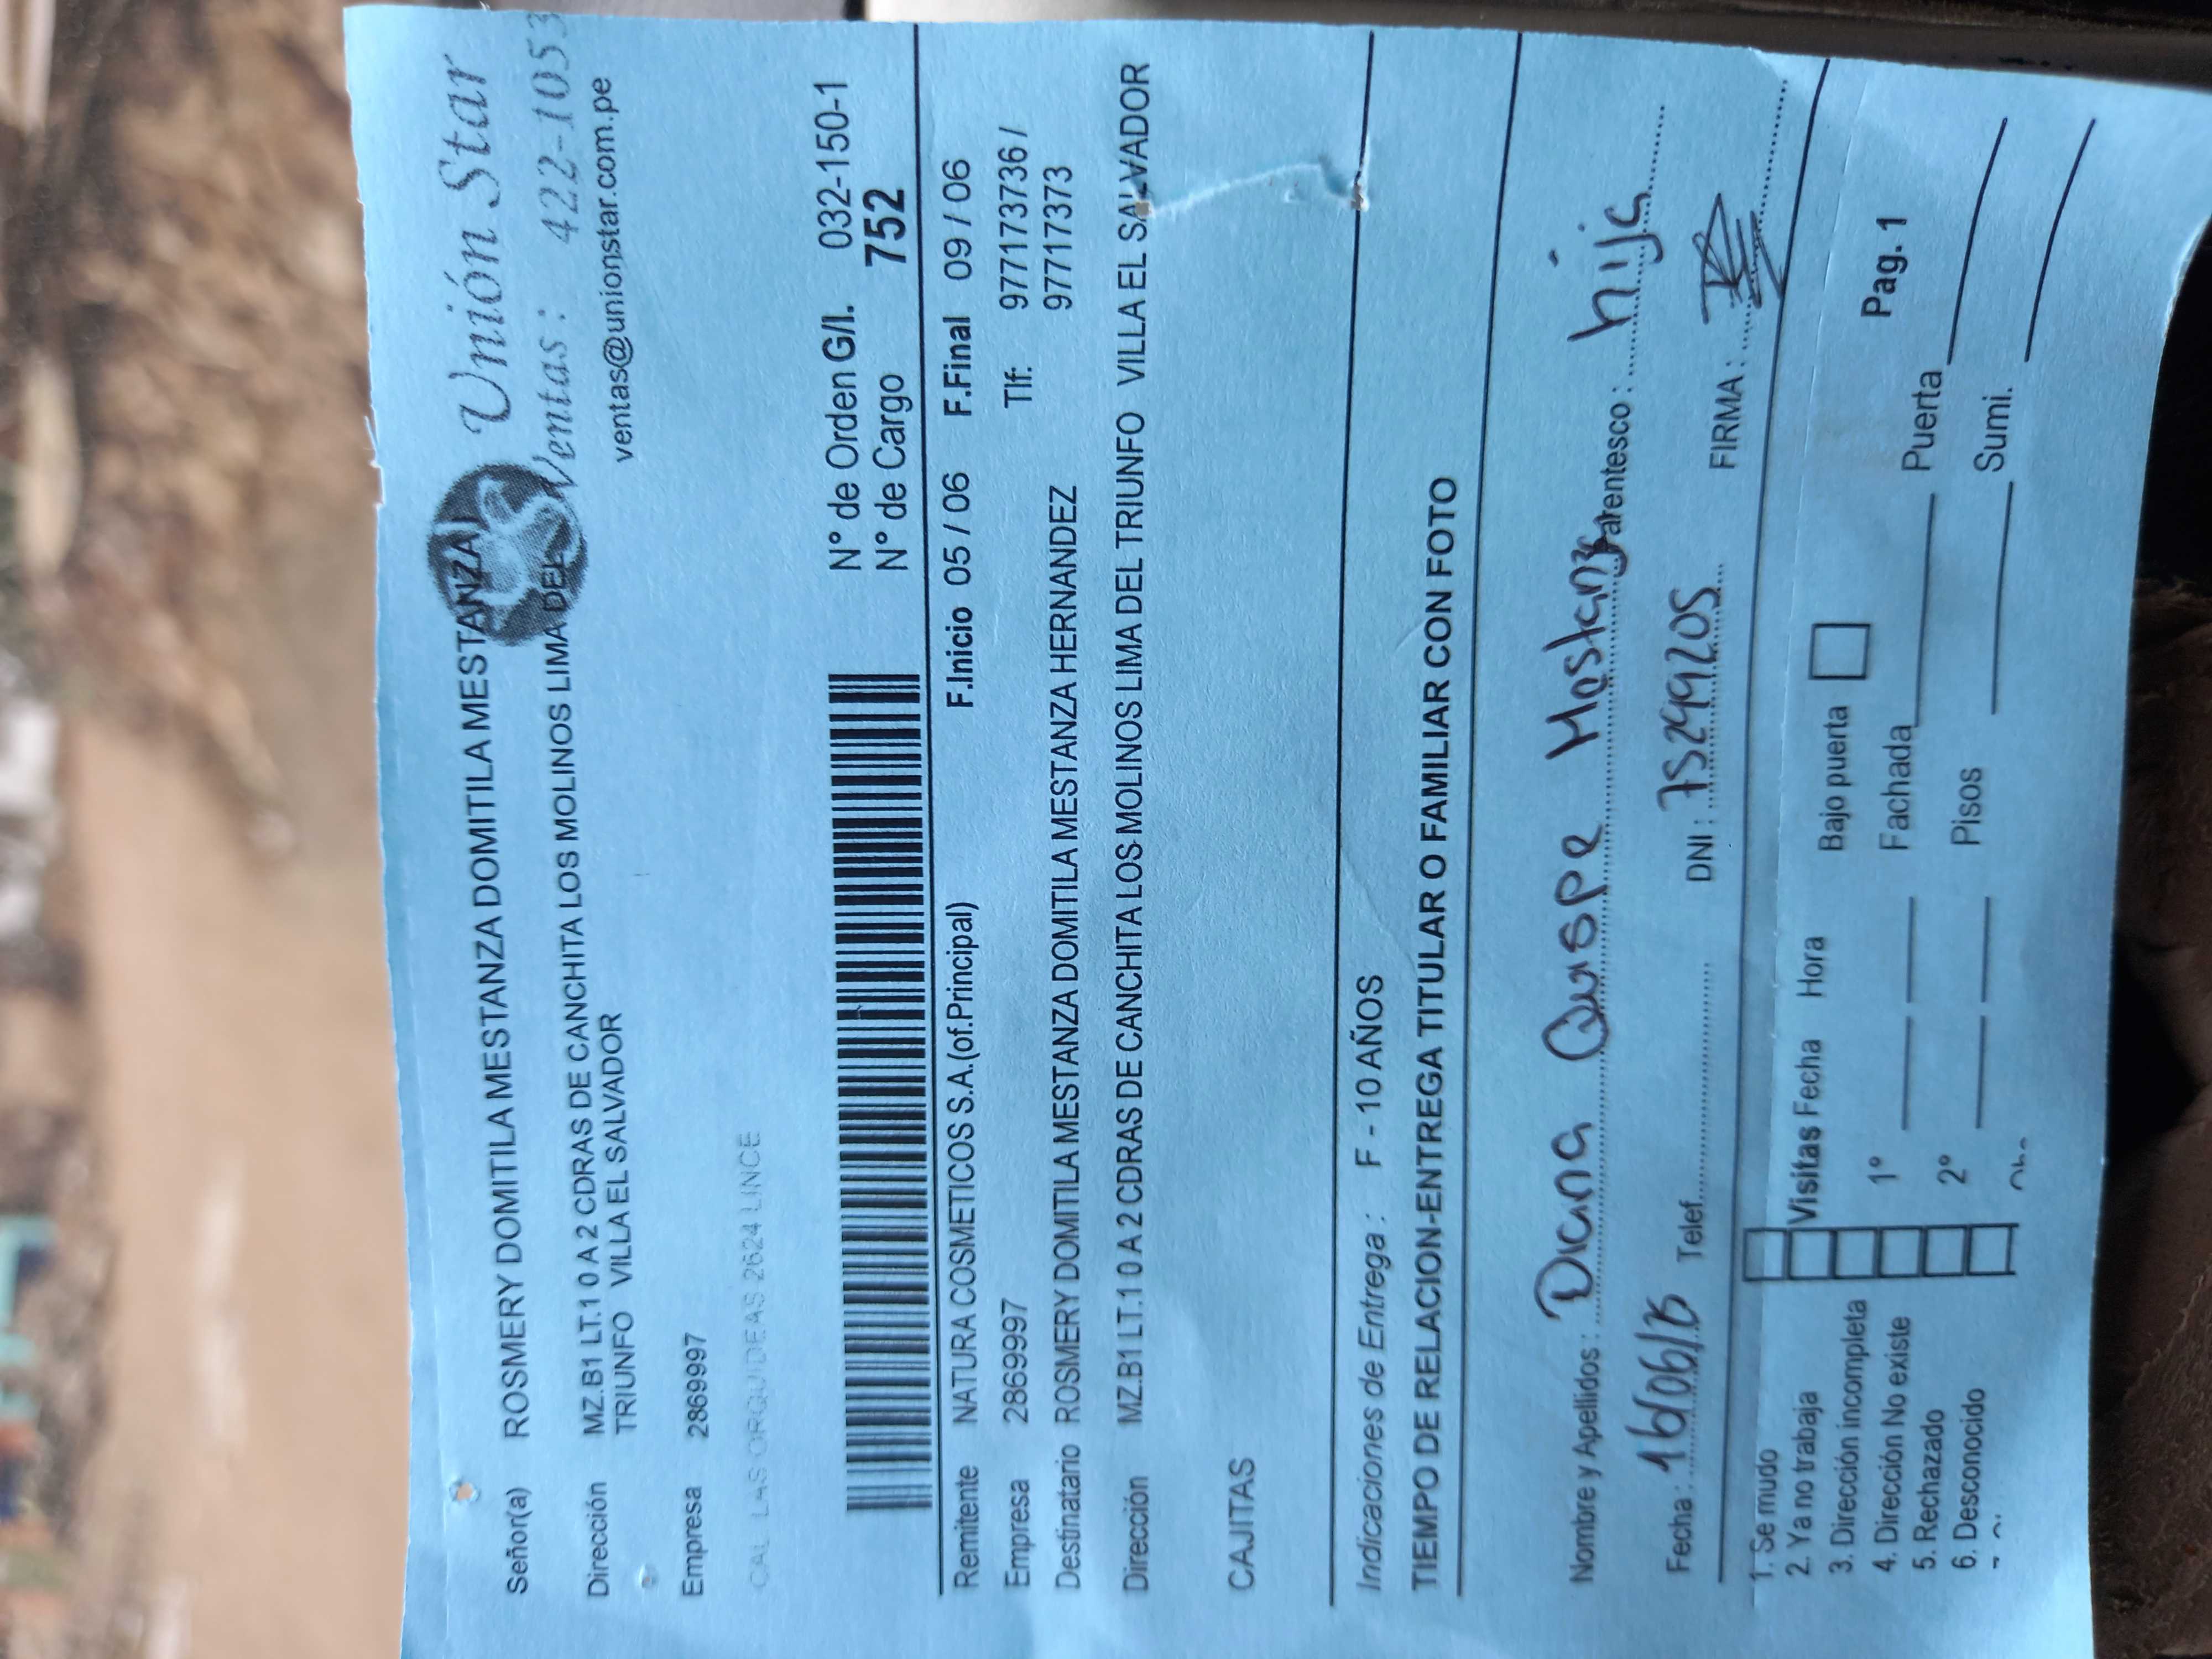 Unión Star
Ventas: 422-1053
ventas@unionstar.com.pe
Señor(a) ROSMERY DOMITILA MESTANZA DOMITILA MESTANZA
Dirección MZ.B1 LT.1 0 A 2 CDRAS DE CANCHITA LOS MOLINOS LIMA DEL
TRIUNFO VILLA EL SALVADOR
Empresa 2869997
CAL LAS ORQUIDEAS 2624 LINCE
N° de Orden G/I. 032-150-1
N° de Cargo 752
Remitente NATURA COSMETICOS S.A.(of.Principal) F.Inicio 05 / 06 F.Final 09 / 06
Empresa 2869997 Tlf: 977173736 /
97717373
Destinatario ROSMERY DOMITILA MESTANZA DOMITILA MESTANZA HERNANDEZ
Dirección MZ.B1 LT.1 0 A 2 CDRAS DE CANCHITA LOS MOLINOS LIMA DEL TRIUNFO VILLA EL SALVADOR
CAJITAS
Indicaciones de Entrega : F - 10 AÑOS
TIEMPO DE RELACION-ENTREGA TITULAR O FAMILIAR CON FOTO
Nombre y Apellidos : Diana Quispe Mestanza Parentesco : hija
Fecha : 16/06/ Telef. DNI : 75299205 FIRMA :
1. Se mudo
2. Ya no trabaja Visitas Fecha Hora Bajo puerta
3. Dirección incompleta 1° Fachada Puerta Pag. 1
4. Dirección No existe
5. Rechazado 2° Pisos Sumi.
6. Desconocido